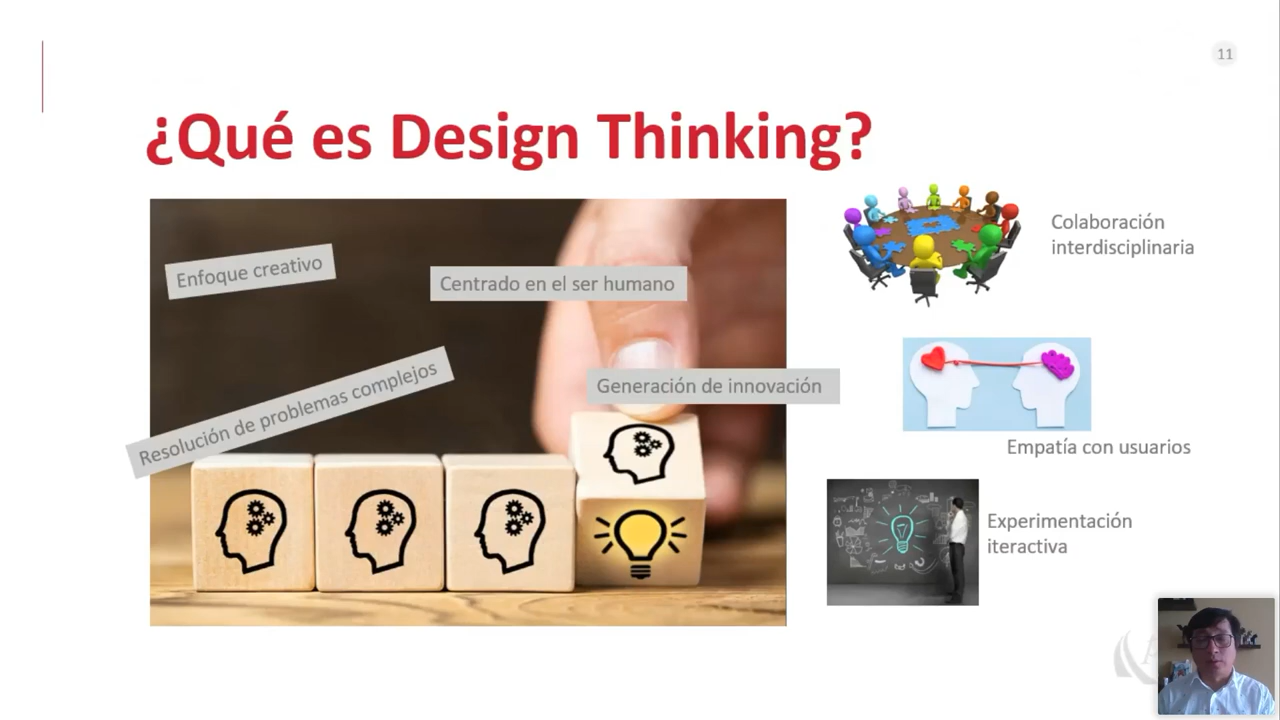 11
¿Qué es Design Thinking?
Enfoque creativo
Centrado en el ser humano
Resolución de problemas complejos
Generación de innovación
Colaboración
interdisciplinaria
Empatía con usuarios
Experimentación
iteractiva